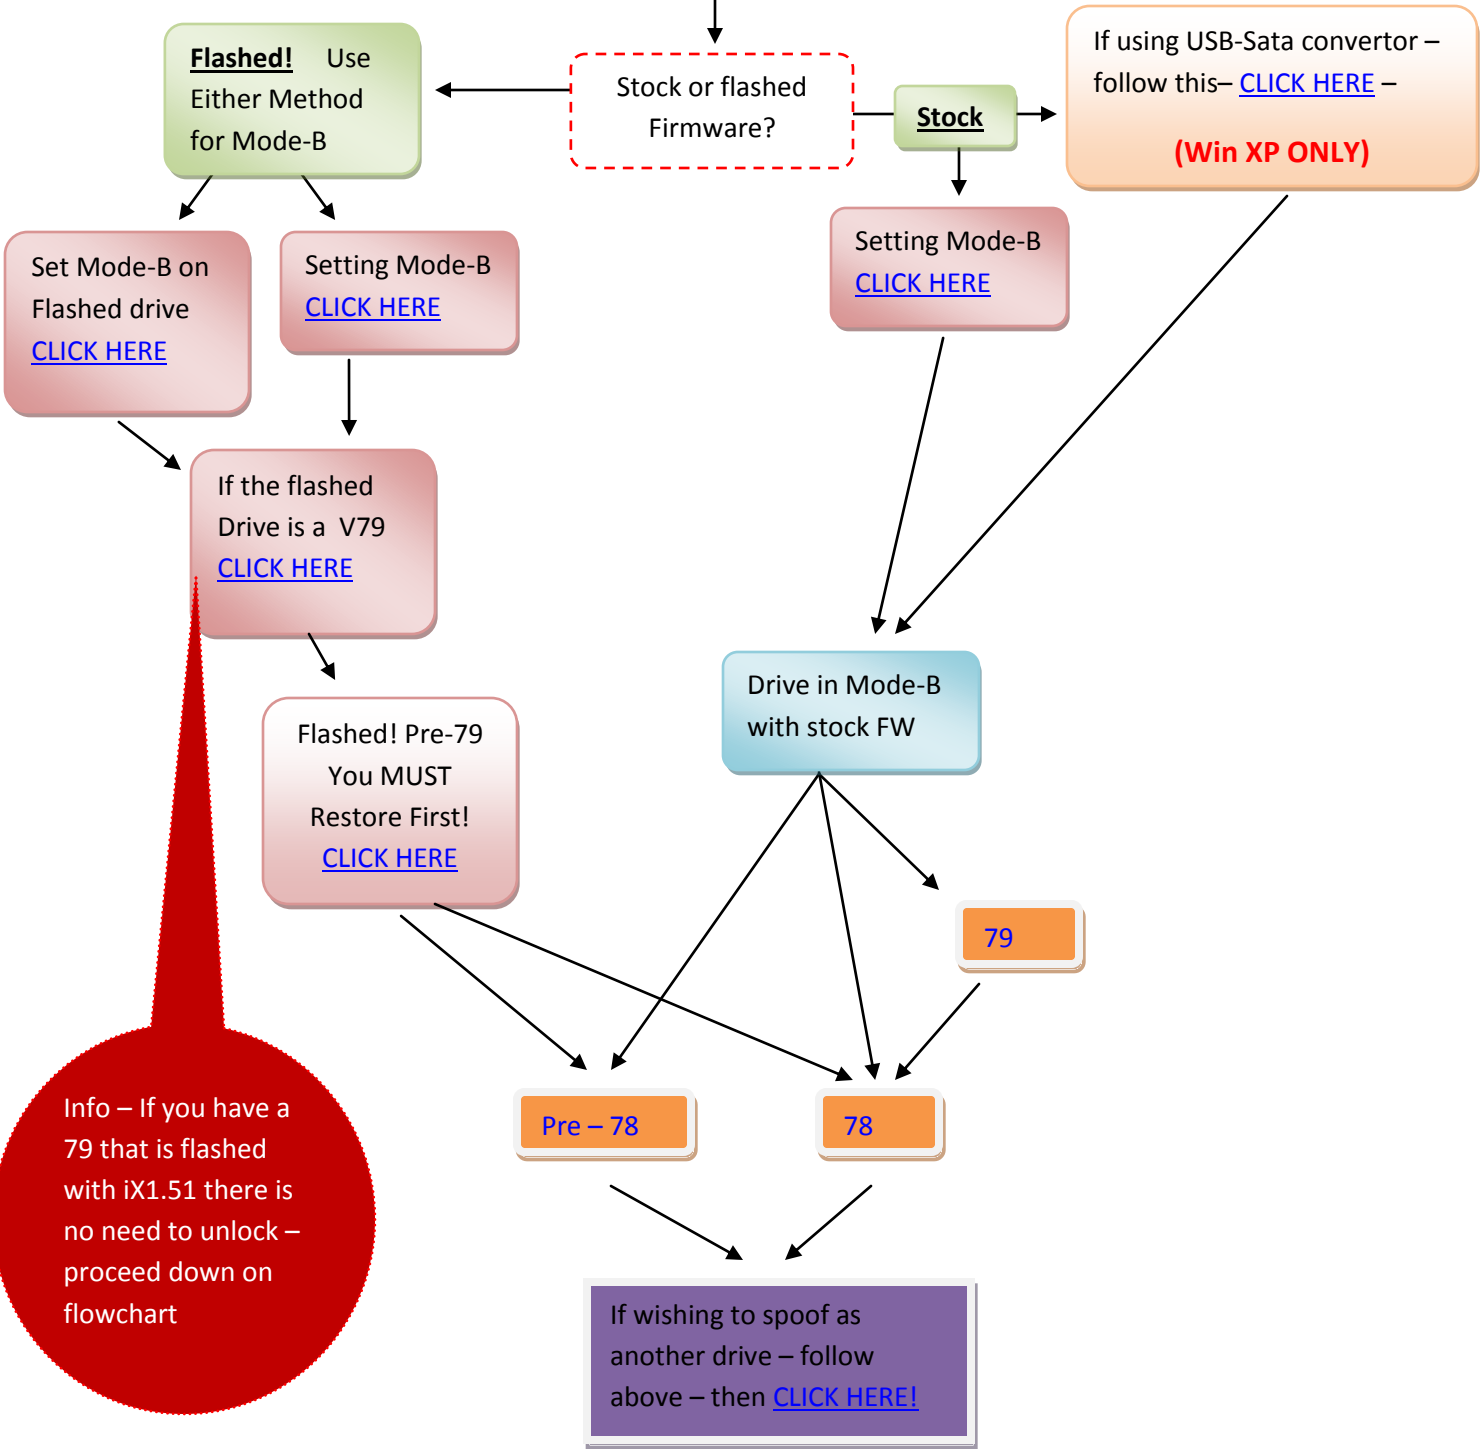 Flashed! Use
Either Method
for Mode-B
Stock or flashed
Firmware?
Stock
If using USB-Sata convertor –
follow this– CLICK HERE –
(Win XP ONLY)
Set Mode-B on
Flashed drive
CLICK HERE
Setting Mode-B
CLICK HERE
Setting Mode-B
CLICK HERE
If the flashed
Drive is a V79
CLICK HERE
Flashed! Pre-79
You MUST
Restore First!
CLICK HERE
Drive in Mode-B
with stock FW
79
Pre – 78
78
Info – If you have a
79 that is flashed
with iX1.51 there is
no need to unlock –
proceed down on
flowchart
If wishing to spoof as
another drive – follow
above – then CLICK HERE!